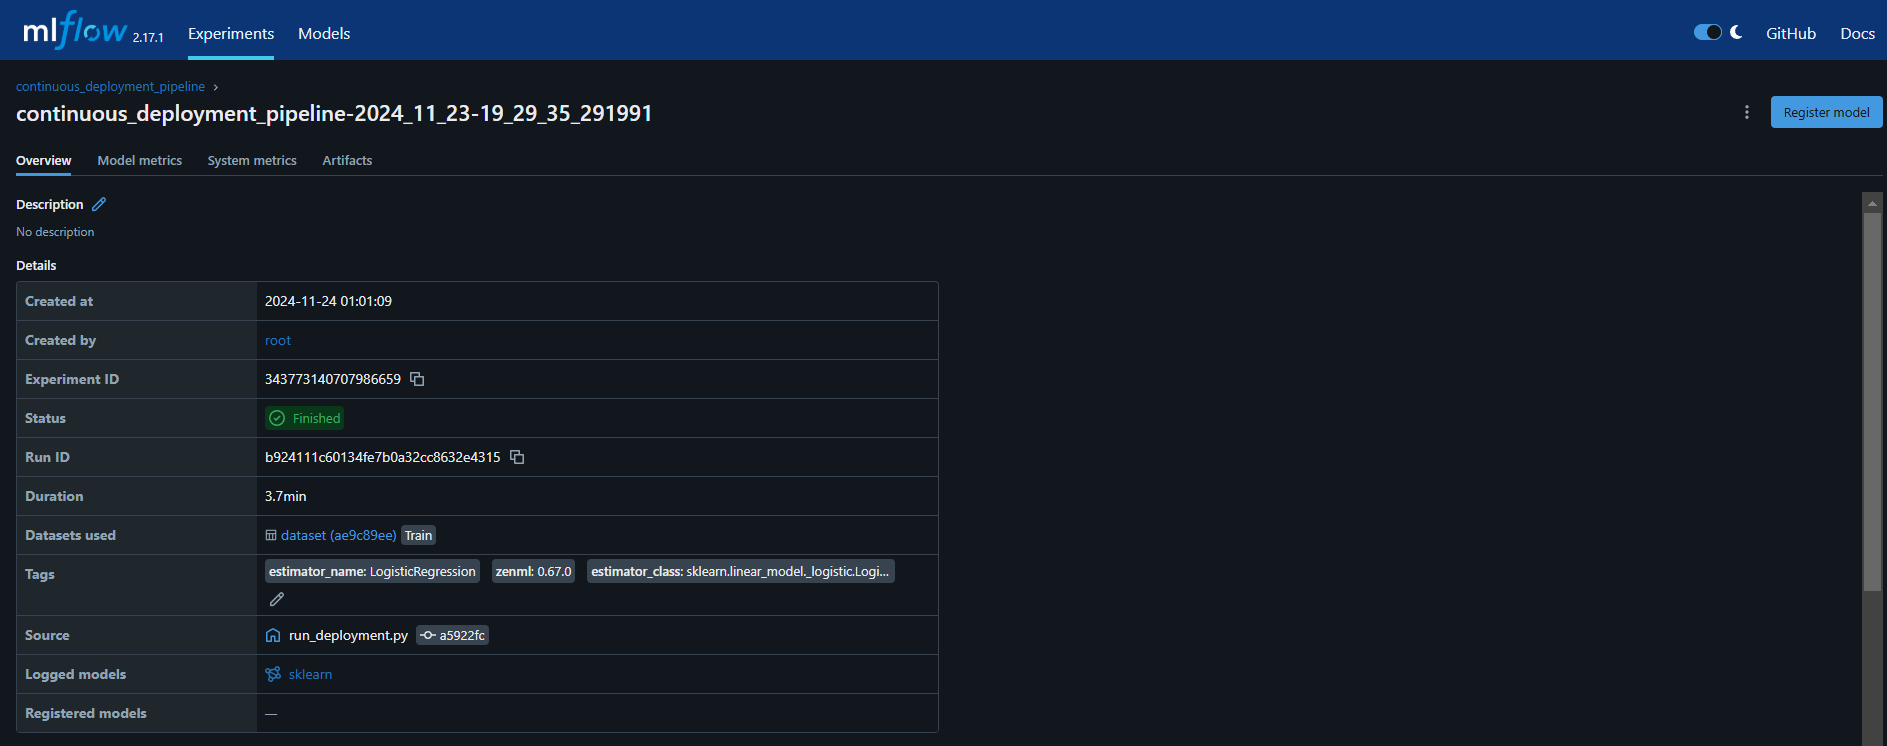 mlflow 2.17.1 Experiments Models GitHub Docs
continuous_deployment_pipeline ›
continuous_deployment_pipeline-2024_11_23-19_29_35_291991
Register model
Overview Model metrics System metrics Artifacts
Description
No description
Details
Created at 2024-11-24 01:01:09
Created by root
Experiment ID 343773140707986659
Status Finished
Run ID b924111c60134fe7b0a32cc8632e4315
Duration 3.7min
Datasets used dataset (ae9c89ee) Train
Tags estimator_name: LogisticRegression zenml: 0.67.0 estimator_class: sklearn.linear_model._logistic.Logi...
Source run_deployment.py a5922fc
Logged models sklearn
Registered models —